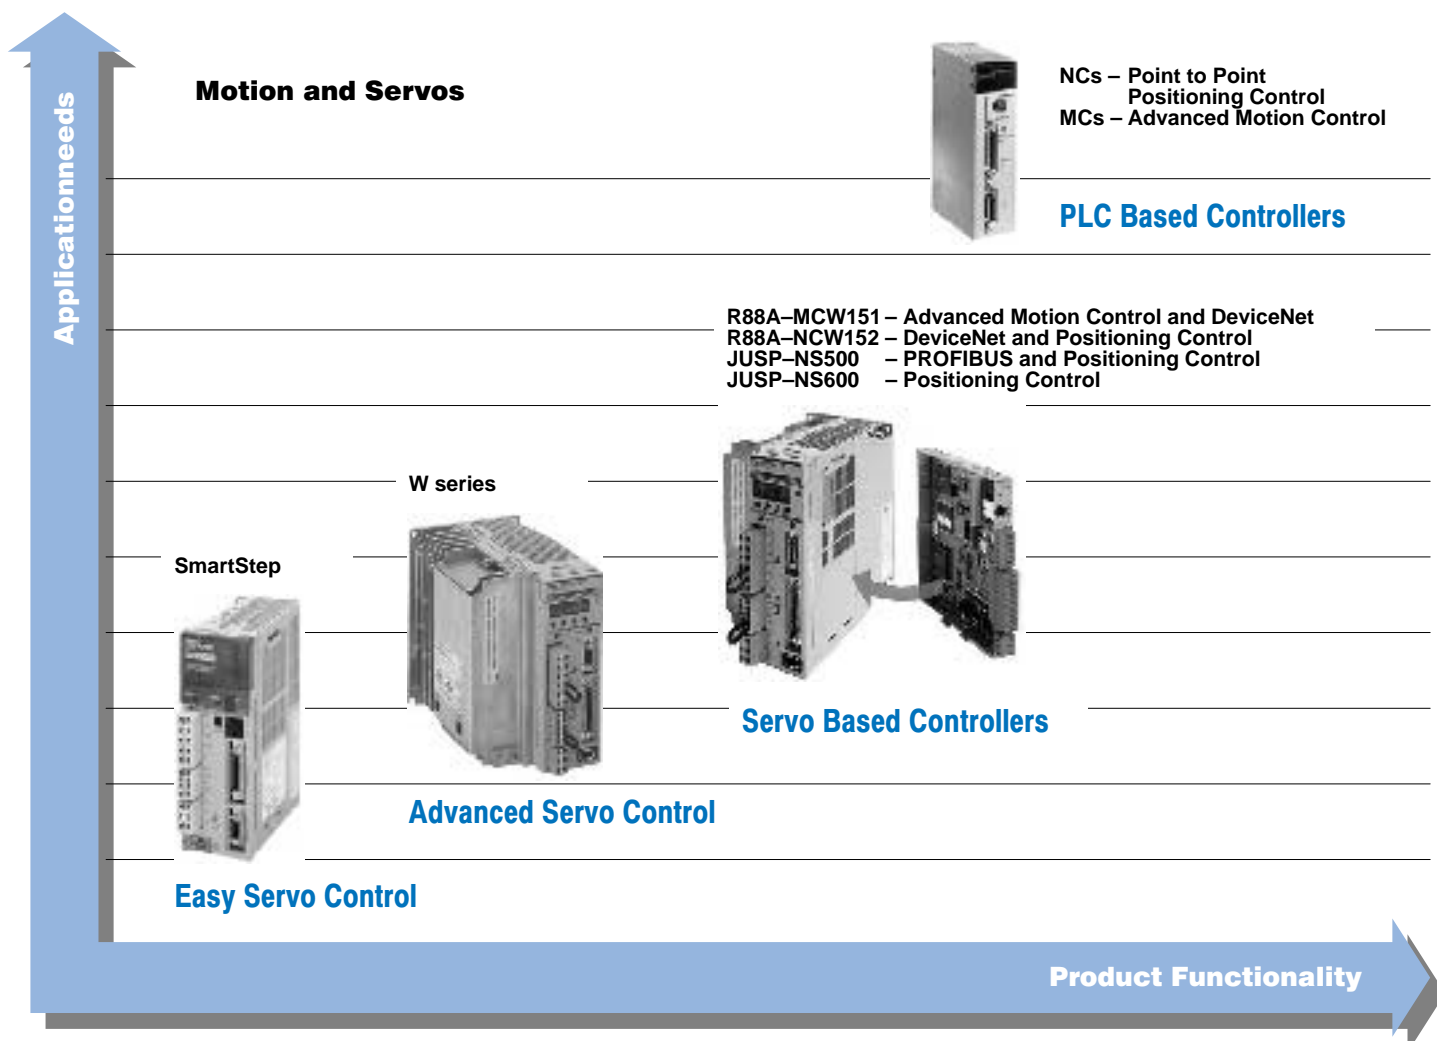 Applicationneeds
Motion and Servos
NCs – Point to Point
Positioning Control
MCs – Advanced Motion Control
PLC Based Controllers
R88A–MCW151 – Advanced Motion Control and DeviceNet
R88A–NCW152 – DeviceNet and Positioning Control
JUSP–NS500 – PROFIBUS and Positioning Control
JUSP–NS600 – Positioning Control
W series
SmartStep
Servo Based Controllers
Advanced Servo Control
Easy Servo Control
Product Functionality